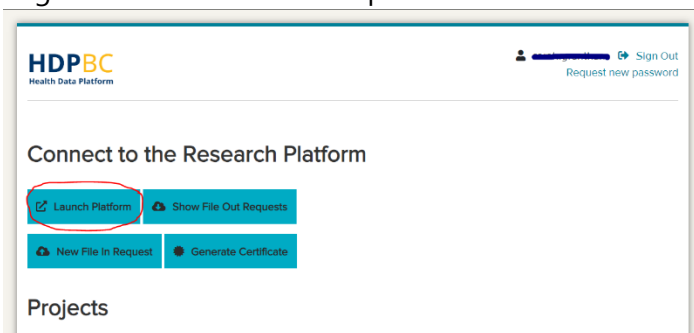 HDPBC
Health Data Platform
Sign Out
Request new password
Connect to the Research Platform
Launch Platform
Show File Out Requests
New File In Request
Generate Certificate
Projects